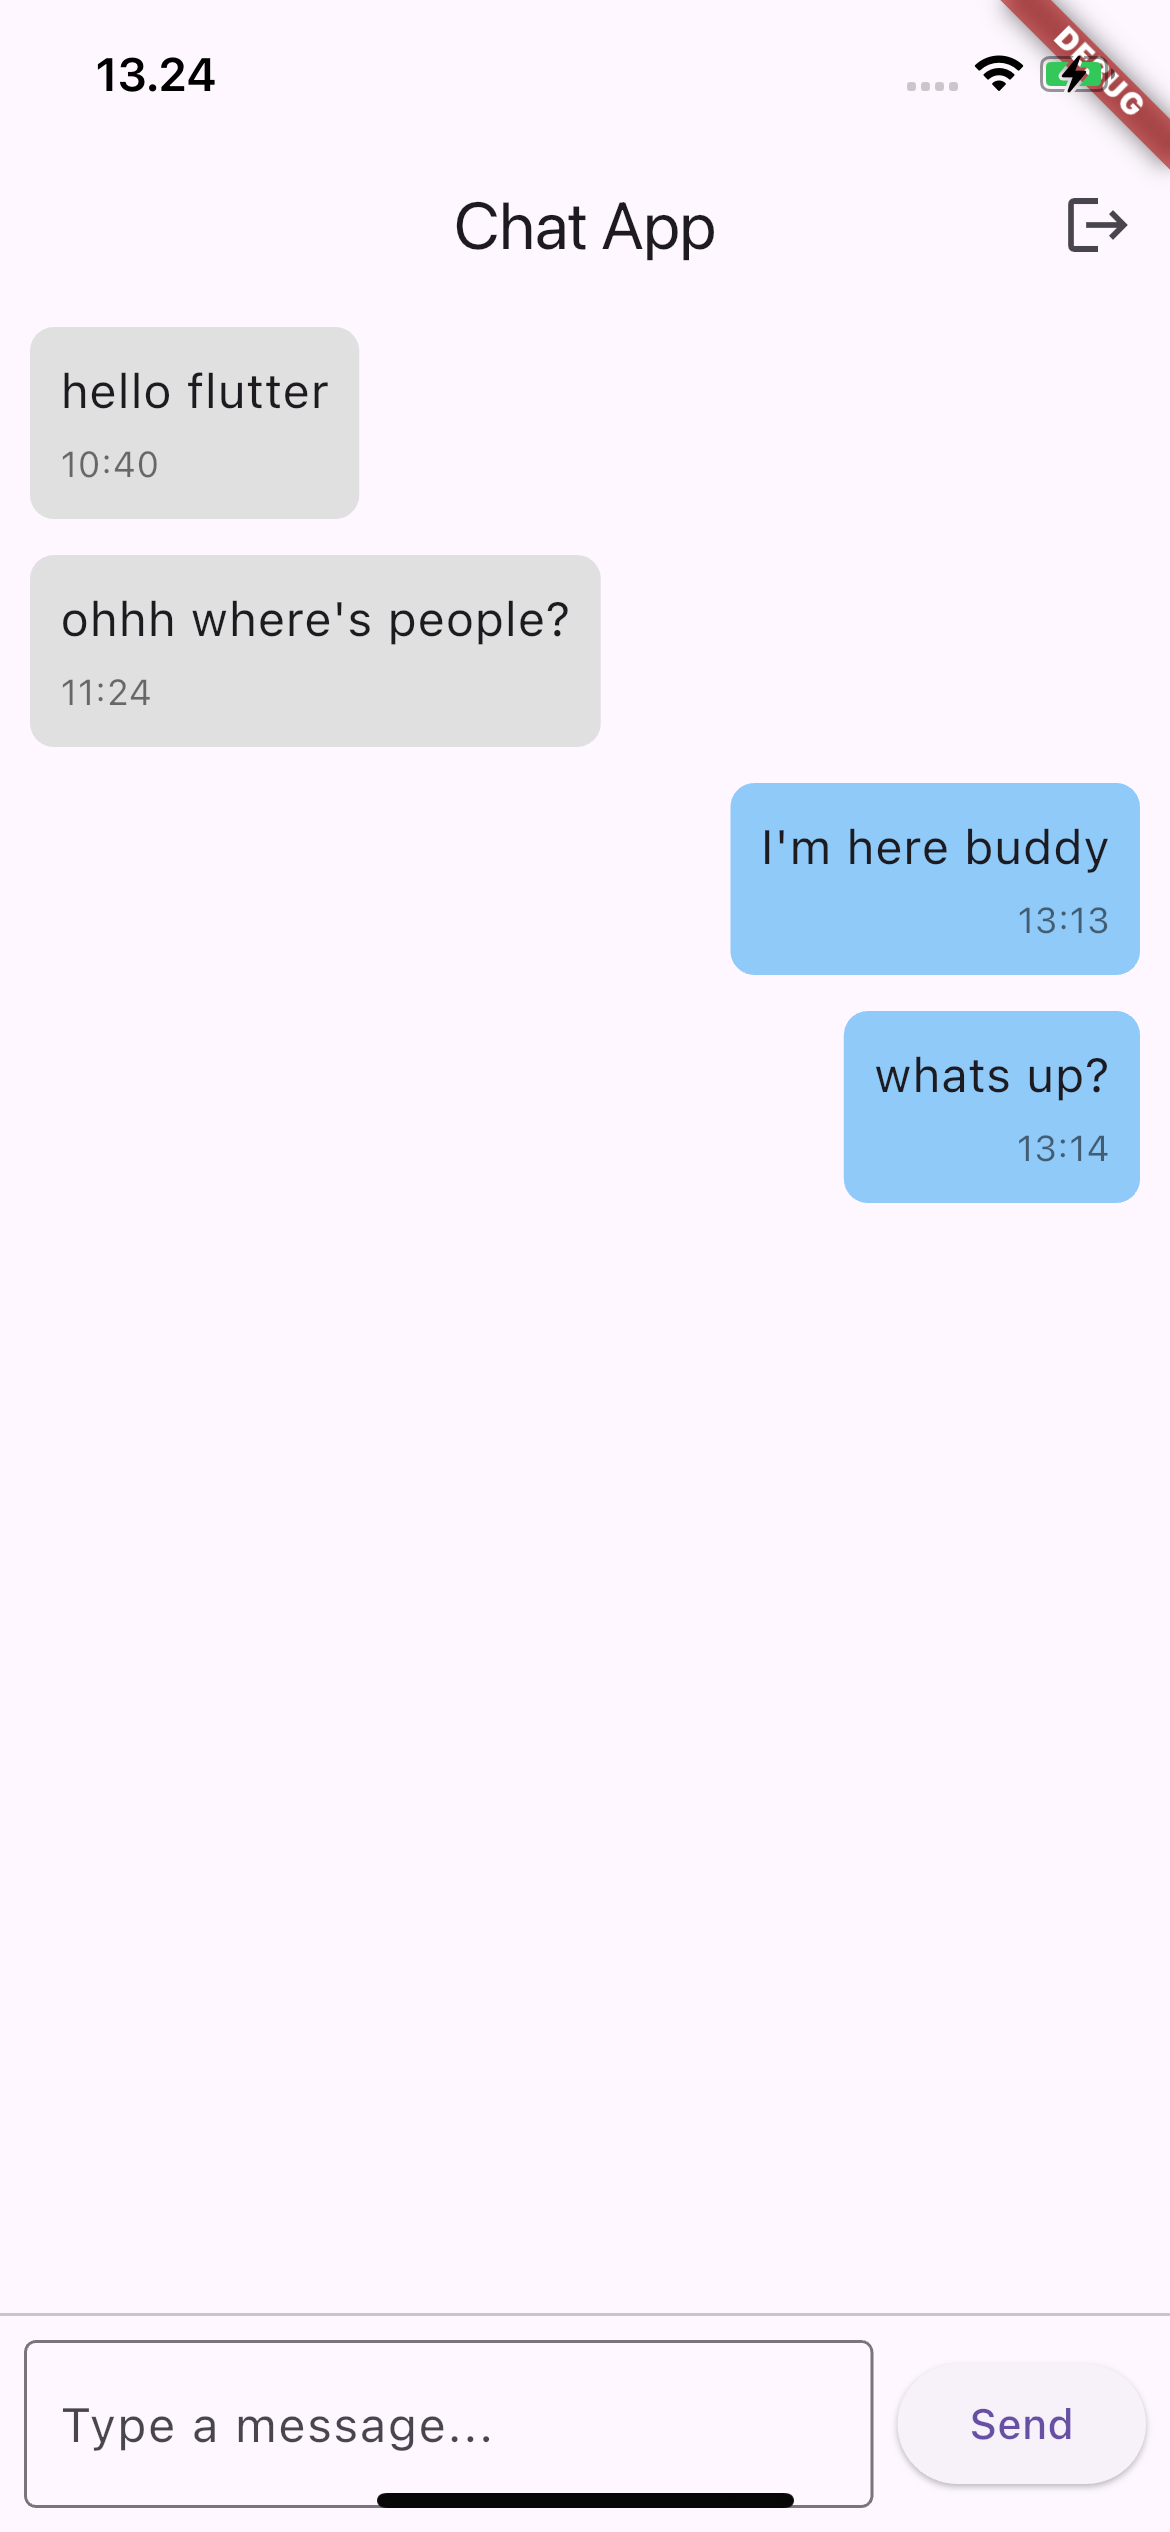 13.24
DEBUG
Chat App
hello flutter
10:40
ohhh where's people?
11:24
I'm here buddy
13:13
whats up?
13:14
Type a message...
Send